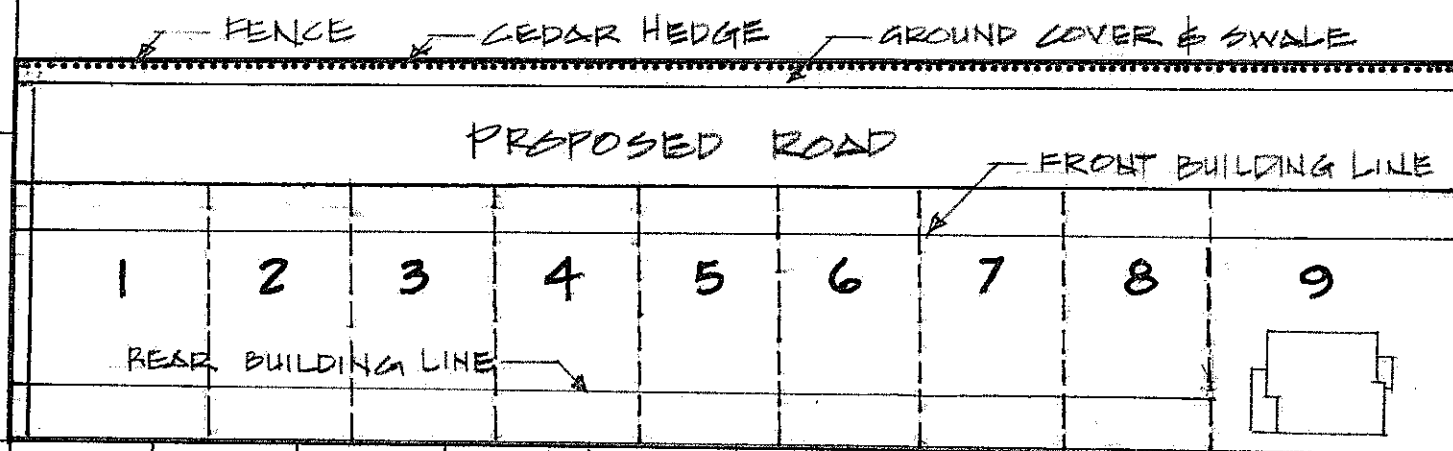 FENCE CEDAR HEDGE GROUND COVER & SWALE
PROPOSED ROAD
FRONT BUILDING LINE
1 2 3 4 5 6 7 8 9
REAR BUILDING LINE